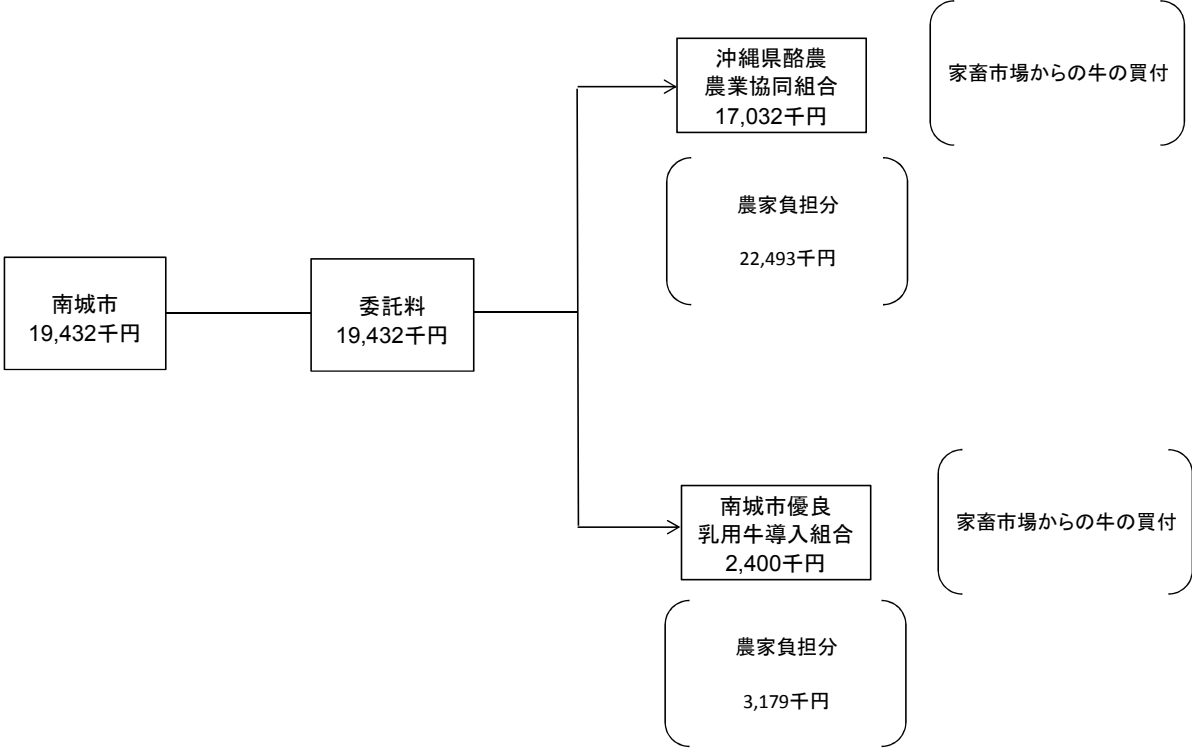 南城市
19,432千円
委託料
19,432千円
沖縄県酪農
農業協同組合
17,032千円
家畜市場からの牛の買付
農家負担分
22,493千円
南城市優良
乳用牛導入組合
2,400千円
家畜市場からの牛の買付
農家負担分
3,179千円